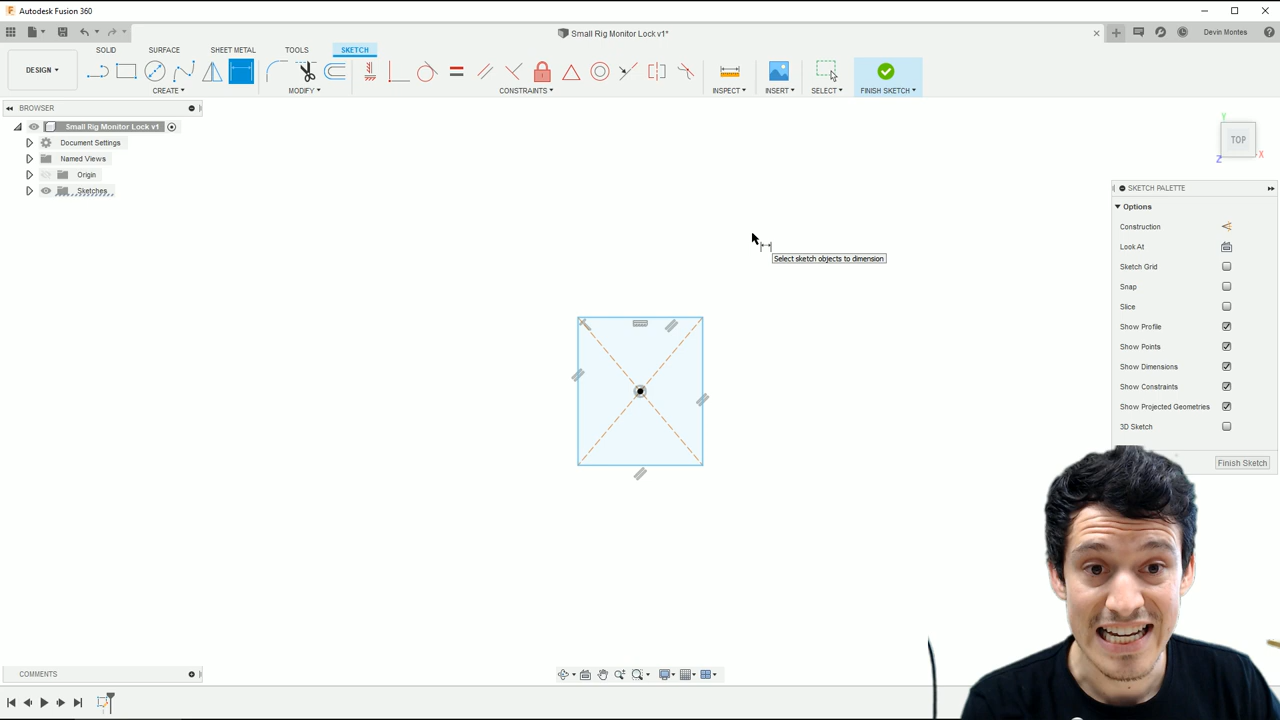 Autodesk Fusion 360
Small Rig Monitor Lock v1*
Devin Montes
DESIGN
SOLID SURFACE SHEET METAL TOOLS SKETCH
CREATE MODIFY CONSTRAINTS INSPECT INSERT SELECT FINISH SKETCH
BROWSER
Small Rig Monitor Lock v1
Document Settings
Named Views
Origin
Sketches
Y
TOP
X
Z
Select sketch objects to dimension
SKETCH PALETTE
Options
Construction
Look At
Sketch Grid
Snap
Slice
Show Profile
Show Points
Show Dimensions
Show Constraints
Show Projected Geometries
3D Sketch
Finish Sketch
COMMENTS